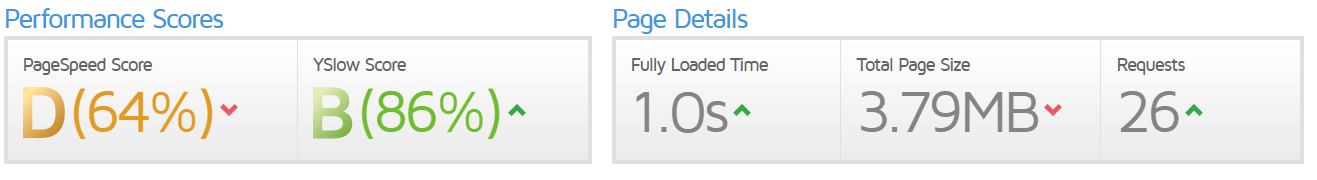 Performance Scores
Page Details
PageSpeed Score
YSlow Score
Fully Loaded Time
Total Page Size
Requests
D(64%)
B(86%)
1.0s
3.79MB
26